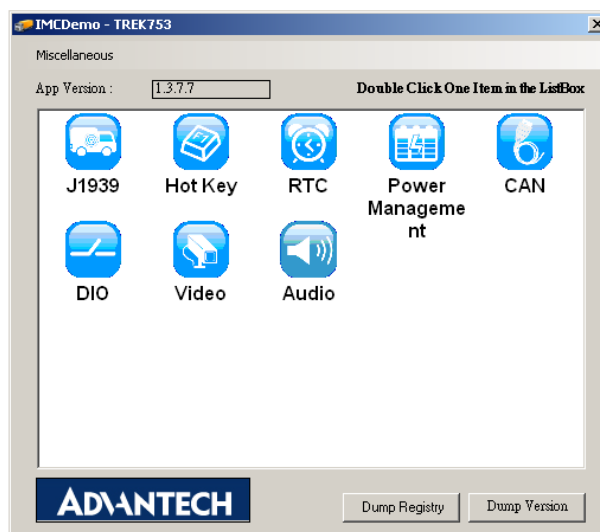 IMCDemo - TREK753
Miscellaneous
App Version : 1.3.7.7 Double Click One Item in the ListBox
F1
J1939 Hot Key RTC Power Manageme nt CAN
DIO Video Audio
ADVANTECH
Dump Registry Dump Version